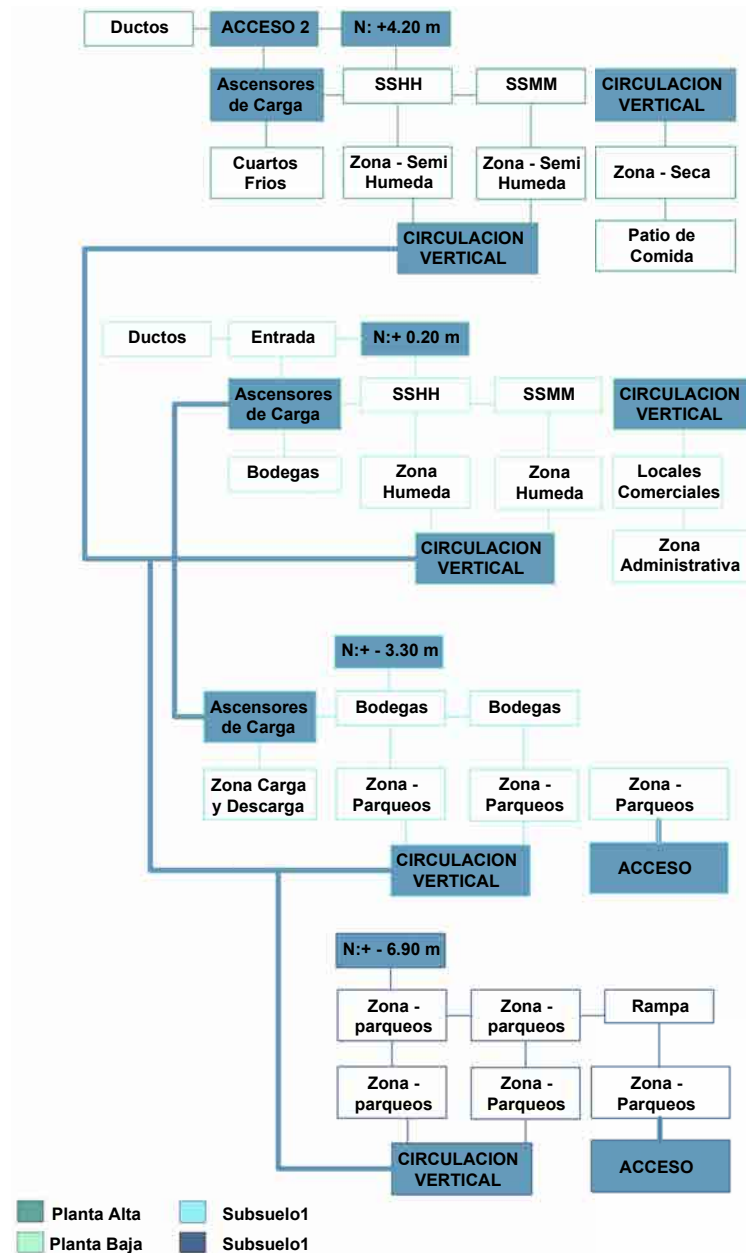 Ductos
ACCESO 2
N: +4.20 m
Ascensores
de Carga
SSHH
SSMM
CIRCULACION
VERTICAL
Cuartos
Frios
Zona - Semi
Humeda
Zona - Semi
Humeda
Zona - Seca
CIRCULACION
VERTICAL
Patio de
Comida
Ductos
Entrada
N:+ 0.20 m
Ascensores
de Carga
SSHH
SSMM
CIRCULACION
VERTICAL
Bodegas
Zona
Humeda
Zona
Humeda
Locales
Comerciales
CIRCULACION
VERTICAL
Zona
Administrativa
N:+ - 3.30 m
Ascensores
de Carga
Bodegas
Bodegas
Zona Carga
y Descarga
Zona -
Parqueos
Zona -
Parqueos
Zona -
Parqueos
CIRCULACION
VERTICAL
ACCESO
N:+ - 6.90 m
Zona -
parqueos
Zona -
parqueos
Rampa
Zona -
parqueos
Zona -
Parqueos
Zona -
Parqueos
CIRCULACION
VERTICAL
ACCESO
Planta Alta
Subsuelo1
Planta Baja
Subsuelo1